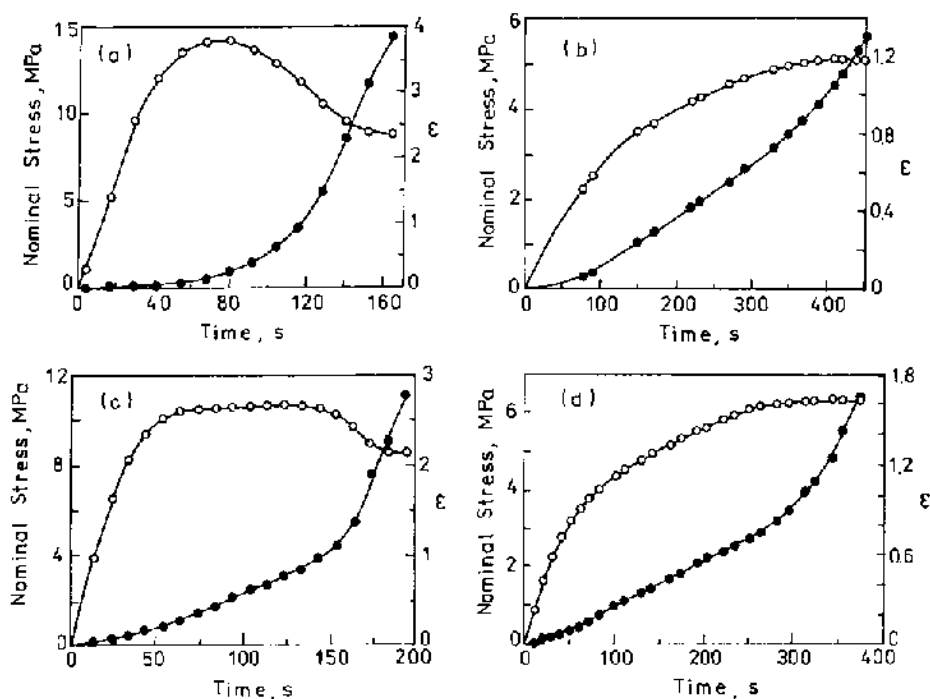 (a)
Nominal Stress, MPa
15
10
5
0
4
3
2
1
0
ε
0 40 80 120 160
Time, s
(b)
Nominal Stress, MPa
6
4
2
0
1.2
0.8
0.4
0
ε
0 100 200 300 400
Time, s
(c)
Nominal Stress, MPa
12
8
4
0
3
2
1
0
ε
0 50 100 150 200
Time, s
(d)
Nominal Stress, MPa
6
4
2
0
1.8
1.2
0.6
0
ε
0 100 200 300 400
Time, s